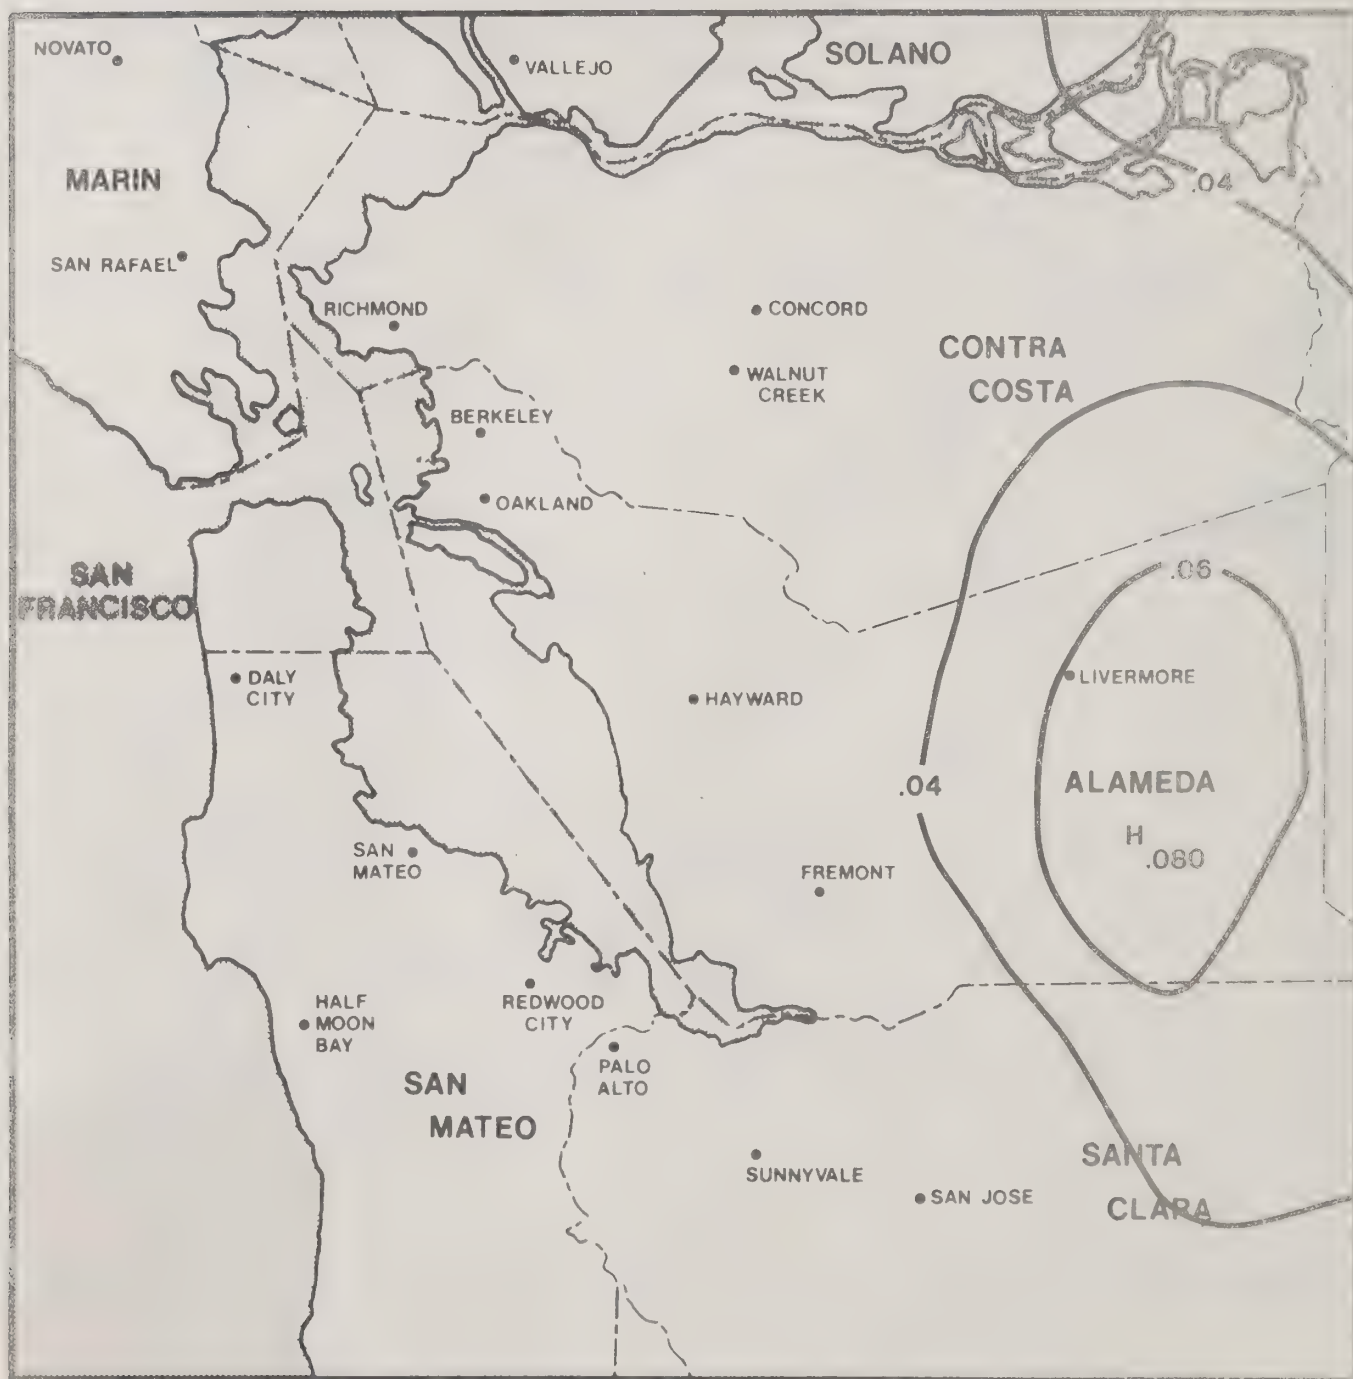 NOVATO
VALLEJO
SOLANO
MARIN
.04
SAN RAFAEL
RICHMOND
CONCORD
CONTRA
COSTA
WALNUT
CREEK
BERKELEY
OAKLAND
SAN
FRANCISCO
.06
DALY
CITY
HAYWARD
LIVERMORE
.04
ALAMEDA
H
.080
SAN
MATEO
FREMONT
HALF
MOON
BAY
REDWOOD
CITY
PALO
ALTO
SAN
MATEO
SUNNYVALE
SAN JOSE
SANTA
CLARA